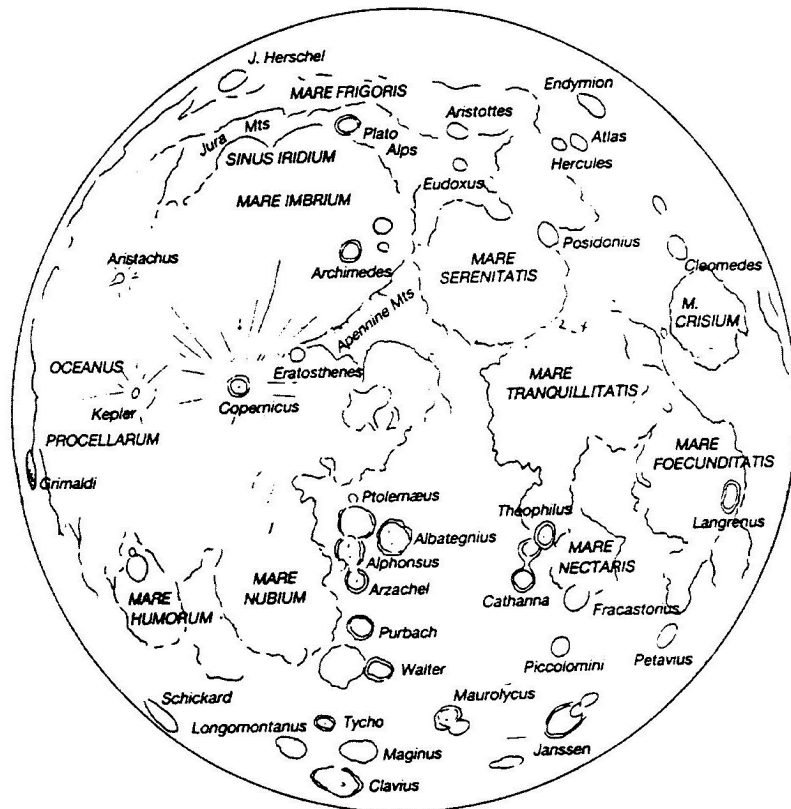 J. Herschel
Endymion
MARE FRIGORIS
Aristottes
Jura Mts
Plato
Atlas
Alps
Hercules
SINUS IRIDIUM
Eudoxus
MARE IMBRIUM
Posidonius
Aristachus
Archimedes
MARE
SERENITATIS
Cleomedes
M.
CRISIUM
Apennine Mts
OCEANUS
Eratosthenes
MARE
TRANQUILLITATIS
Kepler
Copernicus
PROCELLARUM
MARE
FOECUNDITATIS
Grimaldi
Ptolemæus
Theophilus
Langrenus
Albategnius
Alphonsus
MARE
NECTARIS
MARE
HUMORUM
MARE
NUBIUM
Arzachel
Catharina
Fracastorius
Purbach
Walter
Piccolomini
Petavius
Schickard
Maurolycus
Longomontanus
Tycho
Maginus
Janssen
Clavius